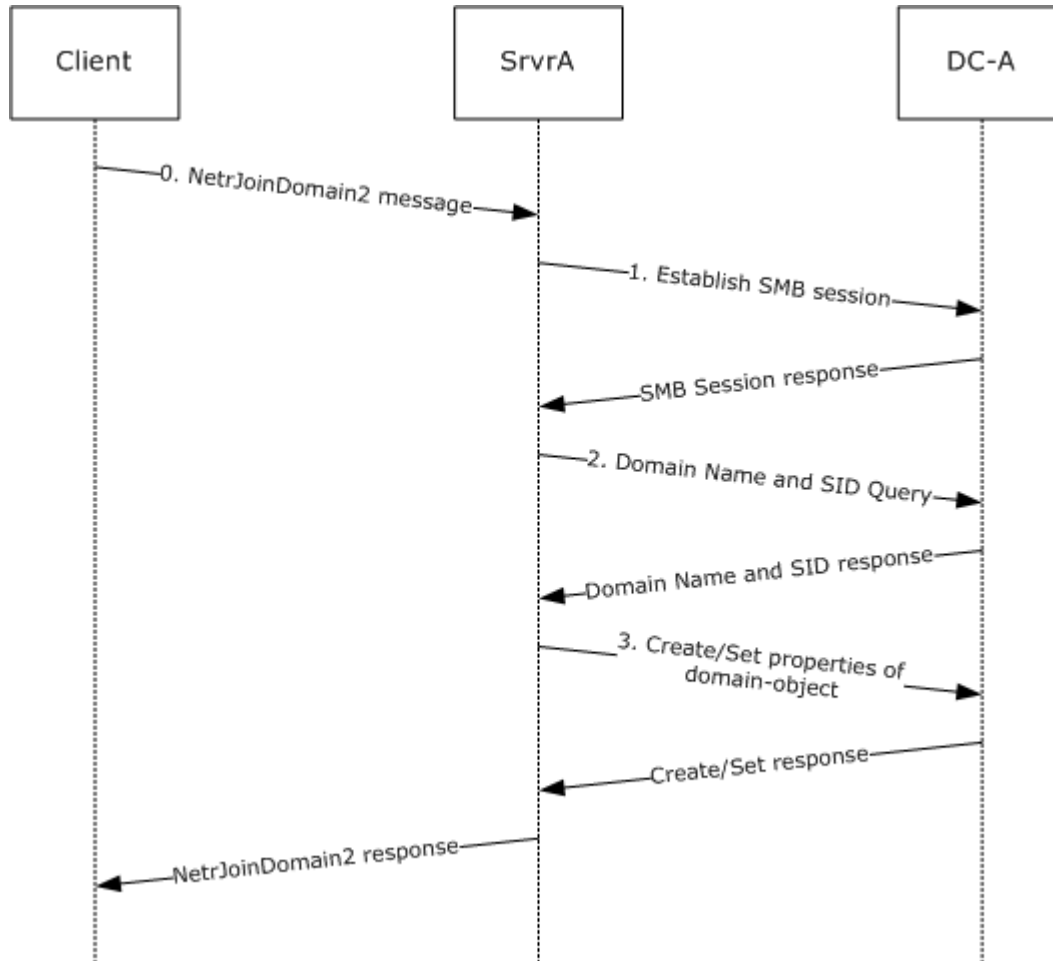 Client
SrvrA
DC-A
0. NetrJoinDomain2 message
1. Establish SMB session
SMB Session response
2. Domain Name and SID Query
Domain Name and SID response
3. Create/Set properties of
domain-object
Create/Set response
NetrJoinDomain2 response